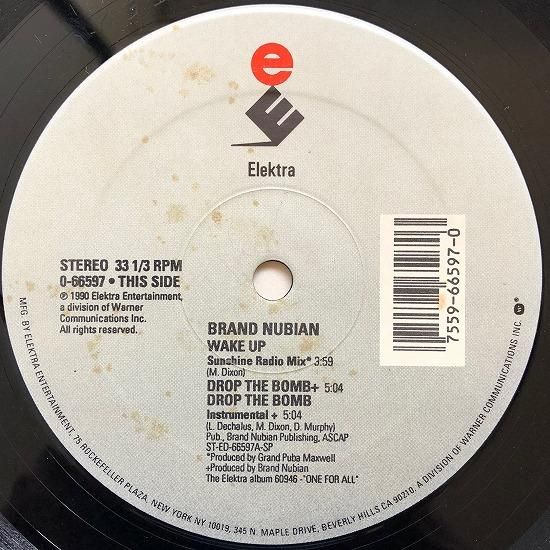 e
E
Elektra
STEREO 33 1/3 RPM
0-66597 • THIS SIDE
℗ 1990 Elektra Entertainment,
a division of Warner
Communications Inc.
All rights reserved.
7559-66597-0
BRAND NUBIAN
WAKE UP
Sunshine Radio Mix* 3:59
(M. Dixon)
DROP THE BOMB+ 5:04
DROP THE BOMB
Instrumental + 5:04
(L. Dechalus, M. Dixon, D. Murphy)
Pub., Brand Nubian Publishing, ASCAP
ST-ED-66597A-SP
*Produced by Grand Puba Maxwell
+Produced by Brand Nubian
The Elektra album 60946 -"ONE FOR ALL"
MFG. BY ELEKTRA ENTERTAINMENT, 75 ROCKEFELLER PLAZA, NEW YORK NY 10019, 345 N. MAPLE DRIVE, BEVERLY HILLS CA 90210, A DIVISION OF WARNER COMMUNICATIONS INC.